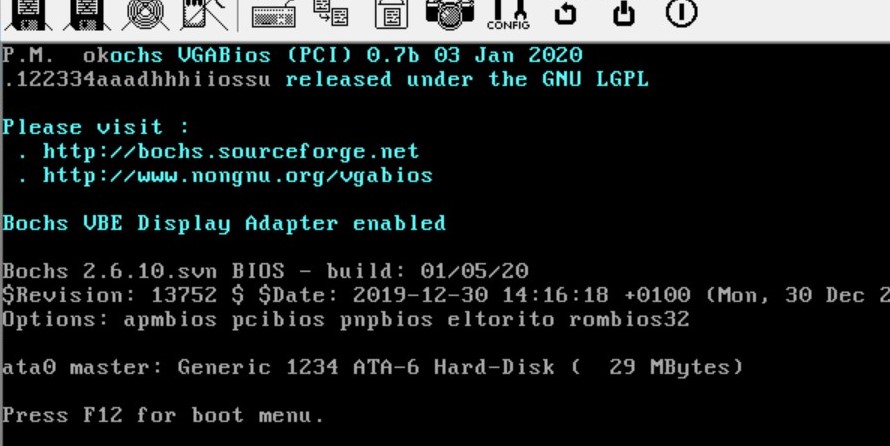 CONFIG
P.M.  okochs VGABios (PCI) 0.7b 03 Jan 2020
.122334aaadhhhiiossu released under the GNU LGPL
Please visit :
. http://bochs.sourceforge.net
. http://www.nongnu.org/vgabios
Bochs VBE Display Adapter enabled
Bochs 2.6.10.svn BIOS - build: 01/05/20
$Revision: 13752 $ $Date: 2019-12-30 14:16:18 +0100 (Mon, 30 Dec 2
Options: apmbios pcibios pnpbios eltorito rombios32
ata0 master: Generic 1234 ATA-6 Hard-Disk (  29 MBytes)
Press F12 for boot menu.